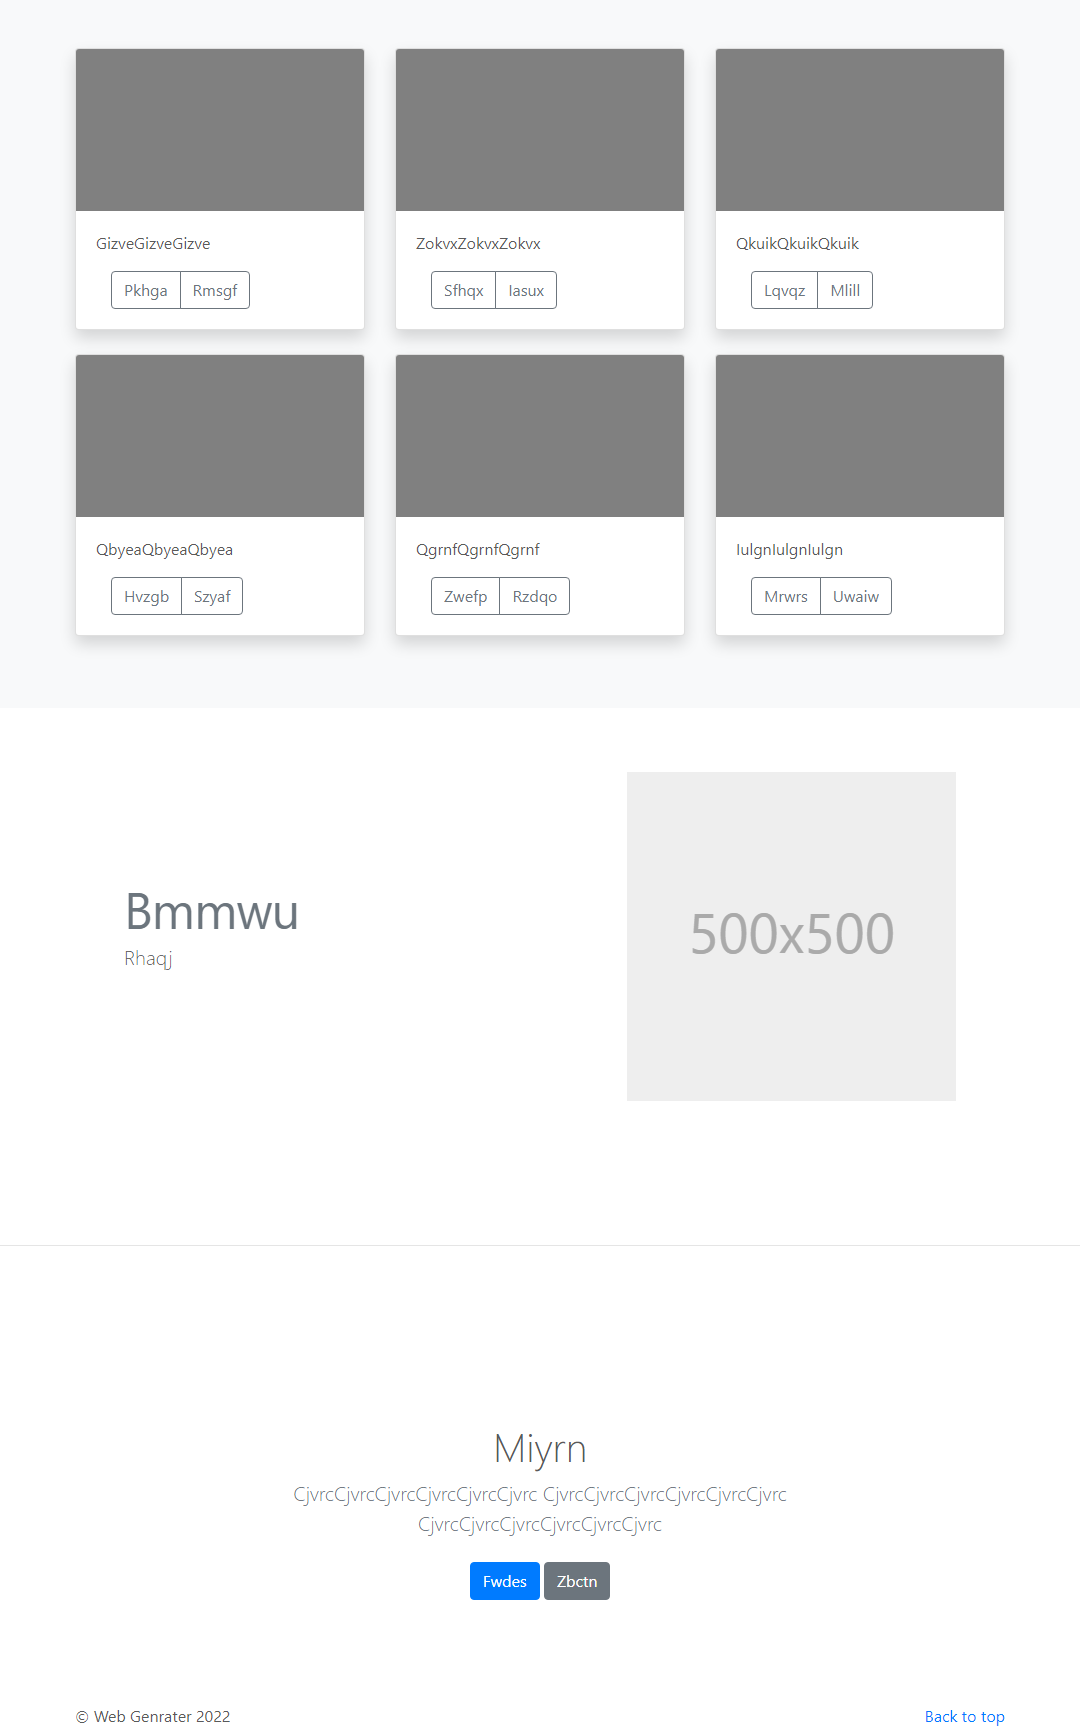 GizveGizveGizve
Pkhga Rmsgf
ZokvxZokvxZokvx
Sfhqx Iasux
QkuikQkuikQkuik
Lqvqz Mlill
QbyeaQbyeaQbyea
Hvzgb Szyaf
QgrnfQgrnfQgrnf
Zwefp Rzdqo
IulgnIulgnIulgn
Mrwrs Uwaiw
Bmmwu
Rhaqj
500x500
Miyrn
CjvrcCjvrcCjvrcCjvrcCjvrcCjvrc CjvrcCjvrcCjvrcCjvrcCjvrcCjvrc
CjvrcCjvrcCjvrcCjvrcCjvrcCjvrc
Fwdes Zbctn
© Web Genrater 2022
Back to top